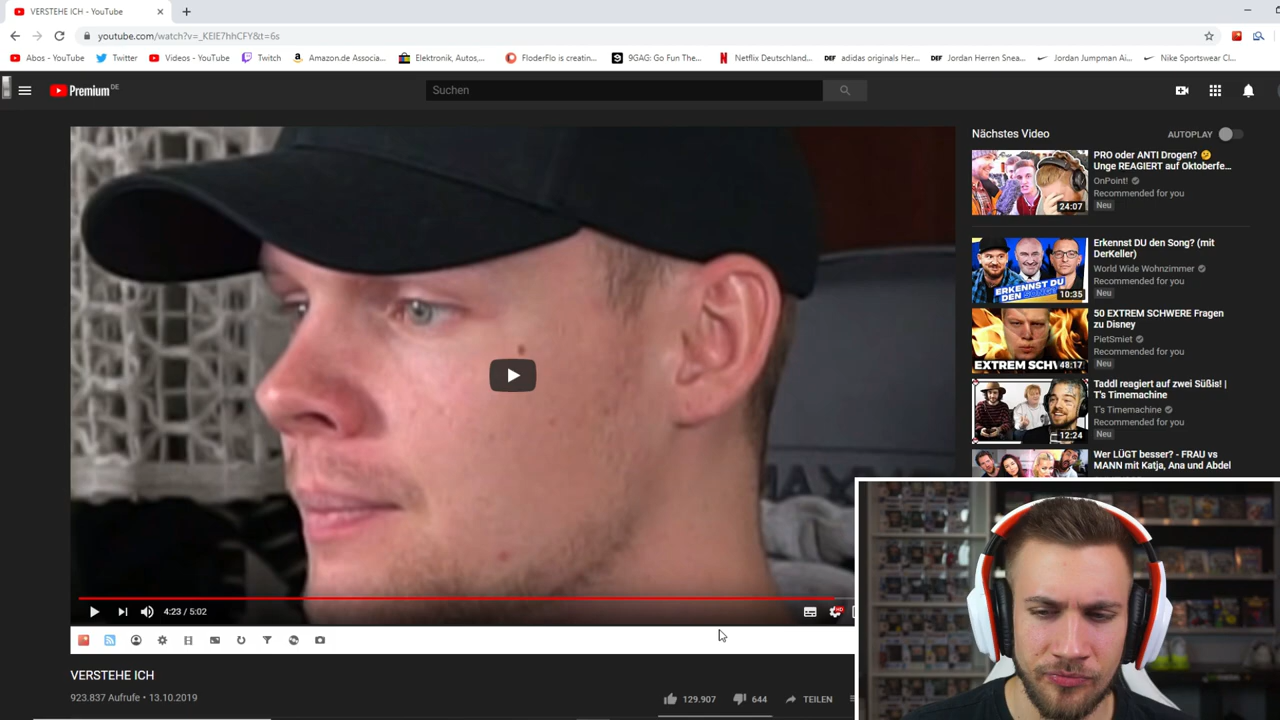 VERSTEHE ICH - YouTube
youtube.com/watch?v=_KEIE7hhCFY&t=6s
Abos - YouTube
Twitter
Videos - YouTube
Twitch
Amazon.de Associa...
Elektronik, Autos,...
FloderFlo is creatin...
9GAG: Go Fun The...
Netflix Deutschland...
adidas originals Her...
Jordan Herren Snea...
Jordan Jumpman Ai...
Nike Sportswear Cl...
Premium DE
Suchen
Nächstes Video
AUTOPLAY
PRO oder ANTI Drogen? 🤔
Unge REAGIERT auf Oktoberfe...
OnPoint!
Recommended for you
Neu
24:07
Erkennst DU den Song? (mit
DerKeller)
World Wide Wohnzimmer
Recommended for you
Neu
ERKENNST DU
DEN SONG?
10:35
50 EXTREM SCHWERE Fragen
zu Disney
PietSmiet
Recommended for you
Neu
EXTREM SCHW
48:17
Taddl reagiert auf zwei Süßis! |
T's Timemachine
T's Timemachine
Recommended for you
Neu
12:24
Wer LÜGT besser? - FRAU vs
MANN mit Katja, Ana und Abdel
4:23 / 5:02
HD
VERSTEHE ICH
923.837 Aufrufe • 13.10.2019
129.907
644
TEILEN